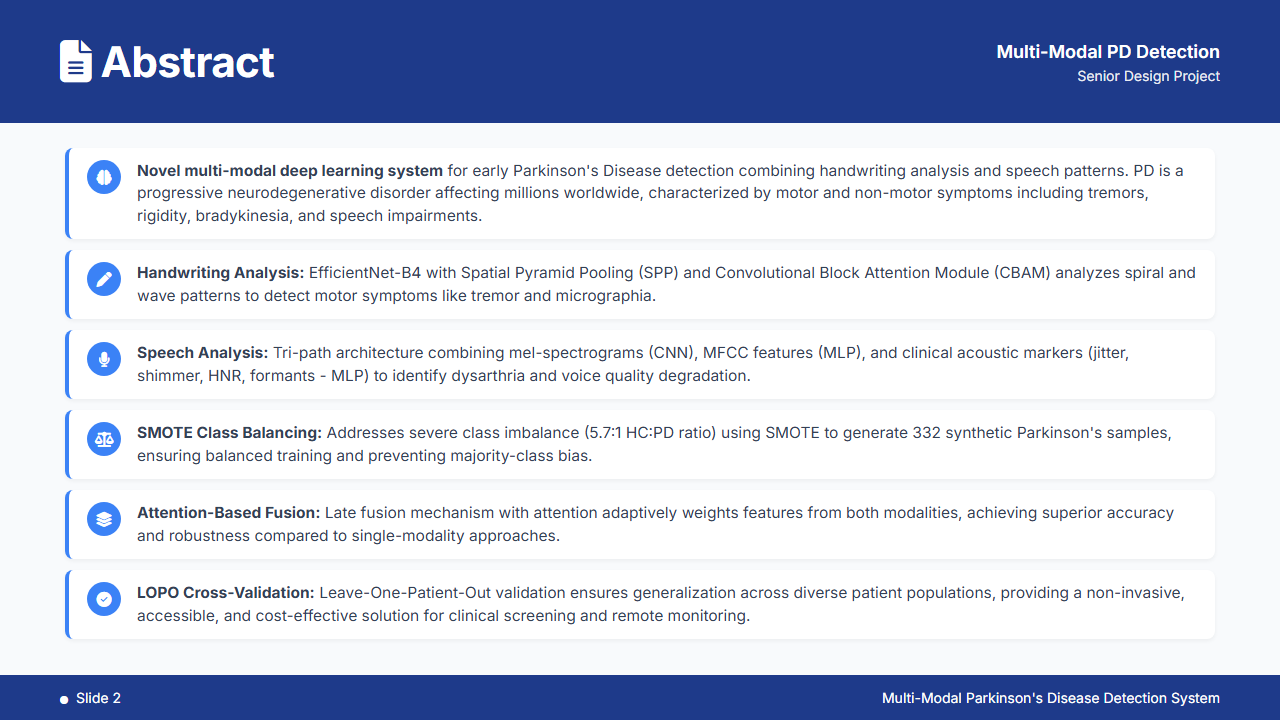 Abstract
Multi-Modal PD Detection
Senior Design Project
Novel multi-modal deep learning system for early Parkinson's Disease detection combining handwriting analysis and speech patterns. PD is a
progressive neurodegenerative disorder affecting millions worldwide, characterized by motor and non-motor symptoms including tremors,
rigidity, bradykinesia, and speech impairments.
Handwriting Analysis: EfficientNet-B4 with Spatial Pyramid Pooling (SPP) and Convolutional Block Attention Module (CBAM) analyzes spiral and
wave patterns to detect motor symptoms like tremor and micrographia.
Speech Analysis: Tri-path architecture combining mel-spectrograms (CNN), MFCC features (MLP), and clinical acoustic markers (jitter,
shimmer, HNR, formants - MLP) to identify dysarthria and voice quality degradation.
SMOTE Class Balancing: Addresses severe class imbalance (5.7:1 HC:PD ratio) using SMOTE to generate 332 synthetic Parkinson's samples,
ensuring balanced training and preventing majority-class bias.
Attention-Based Fusion: Late fusion mechanism with attention adaptively weights features from both modalities, achieving superior accuracy
and robustness compared to single-modality approaches.
LOPO Cross-Validation: Leave-One-Patient-Out validation ensures generalization across diverse patient populations, providing a non-invasive,
accessible, and cost-effective solution for clinical screening and remote monitoring.
Slide 2
Multi-Modal Parkinson's Disease Detection System